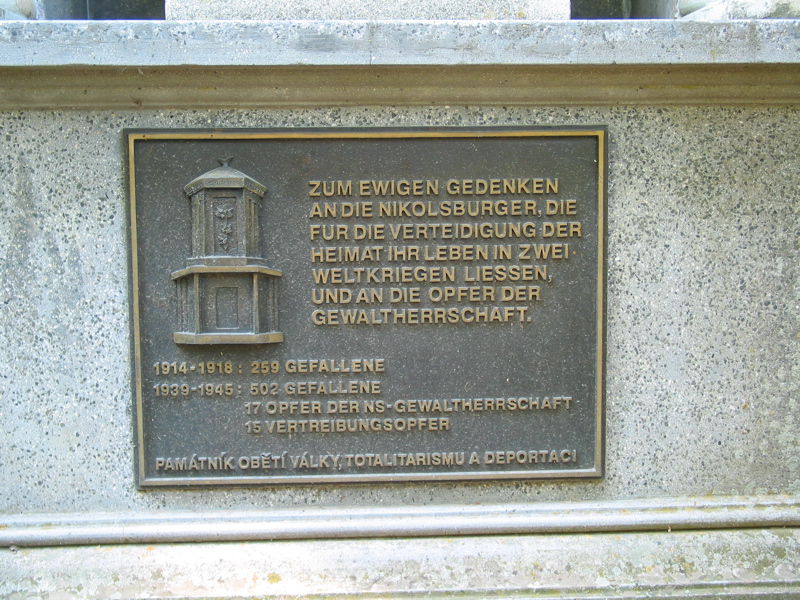 ZUM EWIGEN GEDENKEN
AN DIE NIKOLSBURGER, DIE
FÜR DIE VERTEIDIGUNG DER
HEIMAT IHR LEBEN IN ZWEI
WELTKRIEGEN LIESSEN,
UND AN DIE OPFER DER
GEWALTHERRSCHAFT.
1914-1918: 259 GEFALLENE
1939-1945: 502 GEFALLENE
17 OPFER DER NS-GEWALTHERRSCHAFT
15 VERTREIBUNGSOPFER
PAMÁTNÍK OBĚTÍ VÁLKY, TOTALITARISMU A DEPORTACI